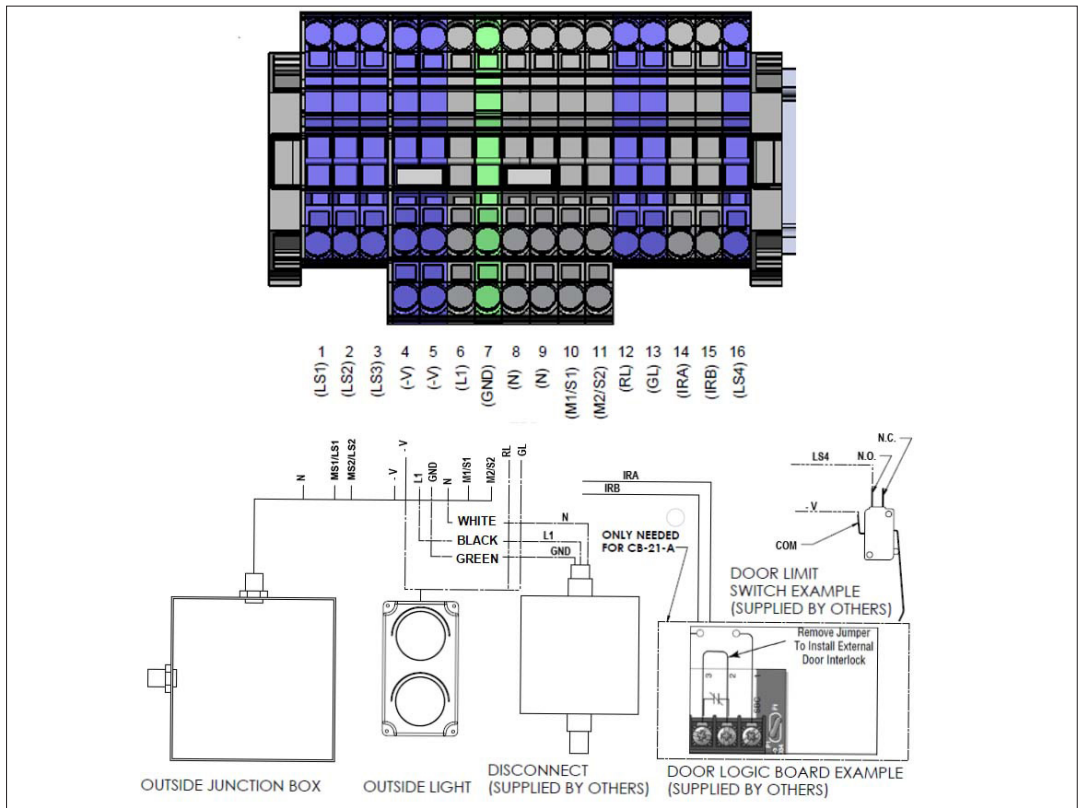 1 2 3 4 5 6 7 8 9 10 11 12 13 14 15 16
(LS1) (LS2) (LS3) (-V) (-V) (L1) (GND) (N) (N) (M1/S1) (M2/S2) (RL) (GL) (IRA) (IRB) (LS4)
N
MS1/LS1
MS2/LS2
- V
- V
L1
GND
N
M1/S1
M2/S2
RL
GL
WHITE
BLACK
GREEN
N
L1
GND
IRA
IRB
ONLY NEEDED
FOR CB-21-A
N.C.
N.O.
LS4
- V
COM
DOOR LIMIT
SWITCH EXAMPLE
(SUPPLIED BY OTHERS)
Remove Jumper
To Install External
Door Interlock
3 2 1
OUTSIDE JUNCTION BOX
OUTSIDE LIGHT
DISCONNECT
(SUPPLIED BY OTHERS)
DOOR LOGIC BOARD EXAMPLE
(SUPPLIED BY OTHERS)